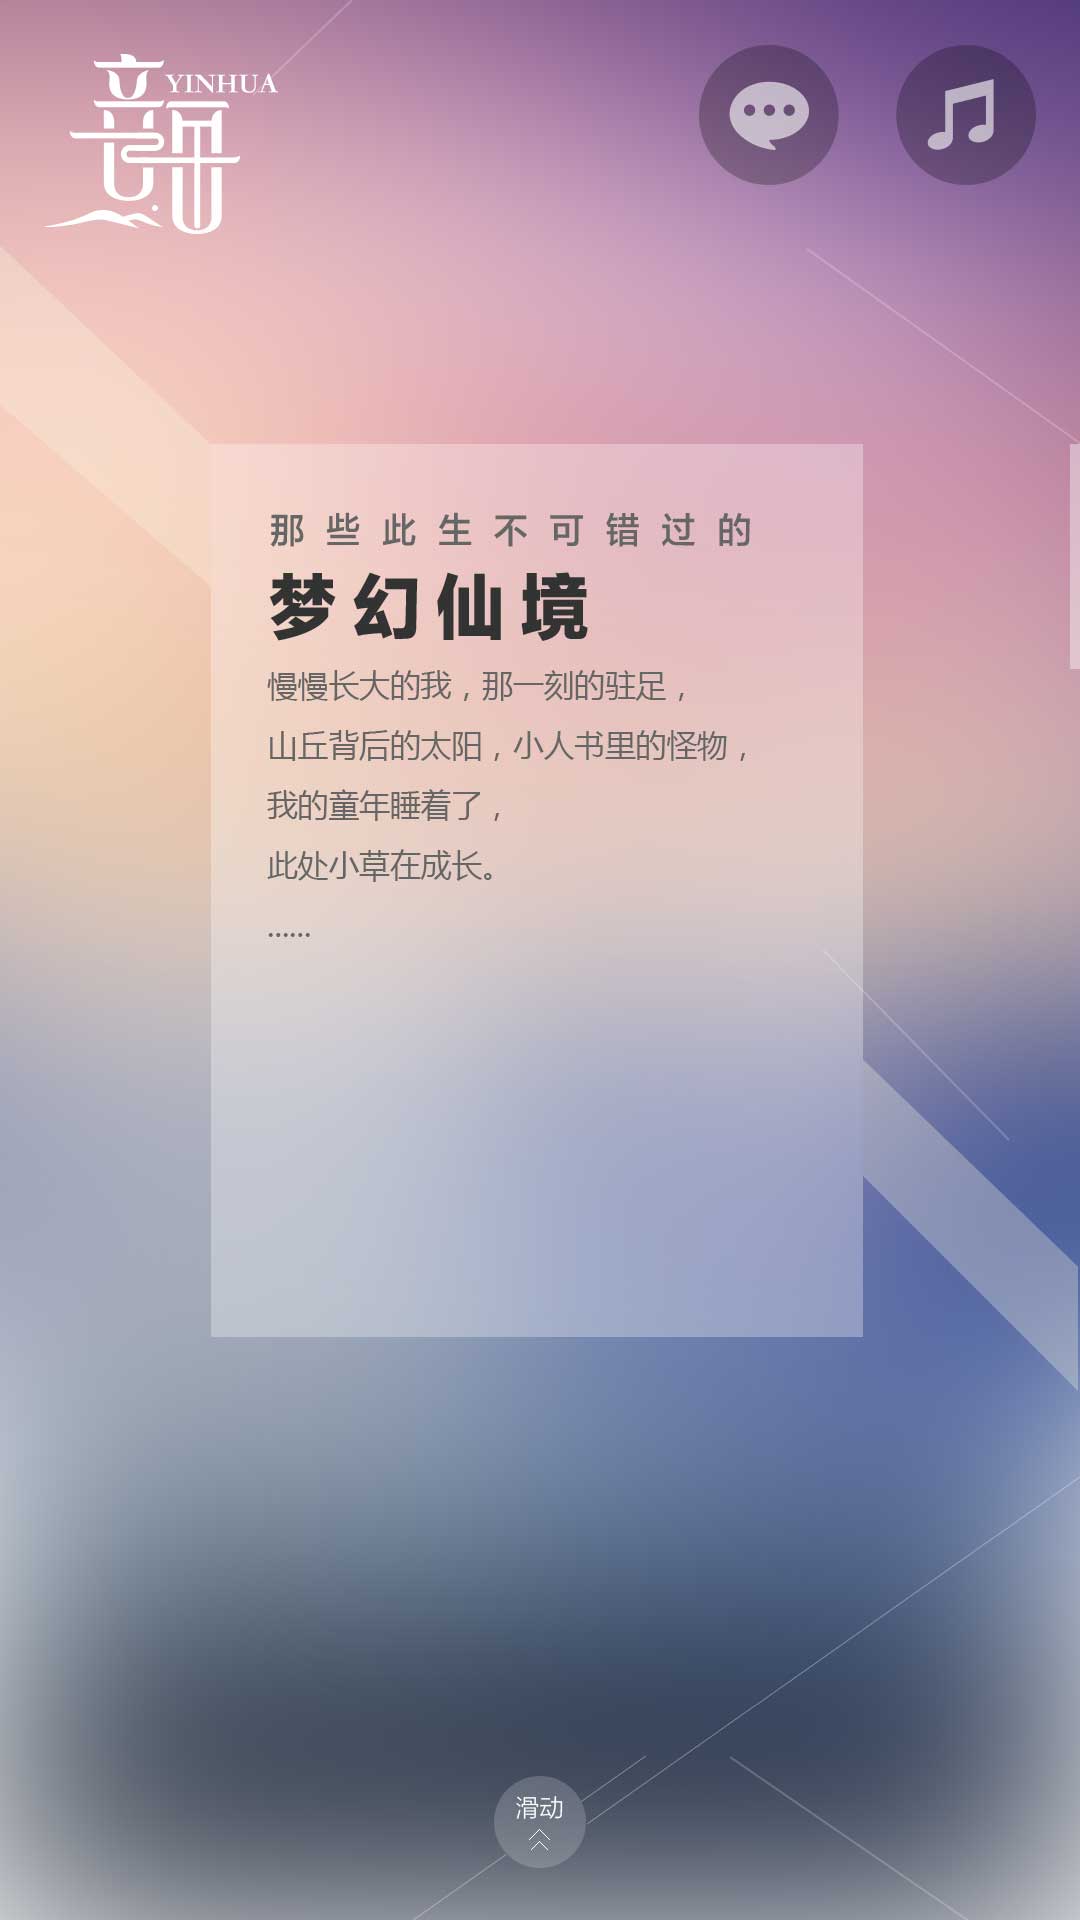 YINHUA
那些此生不可错过的
梦幻仙境
慢慢长大的我，那一刻的驻足，
山丘背后的太阳，小人书里的怪物，
我的童年睡着了，
此处小草在成长。
……
滑动